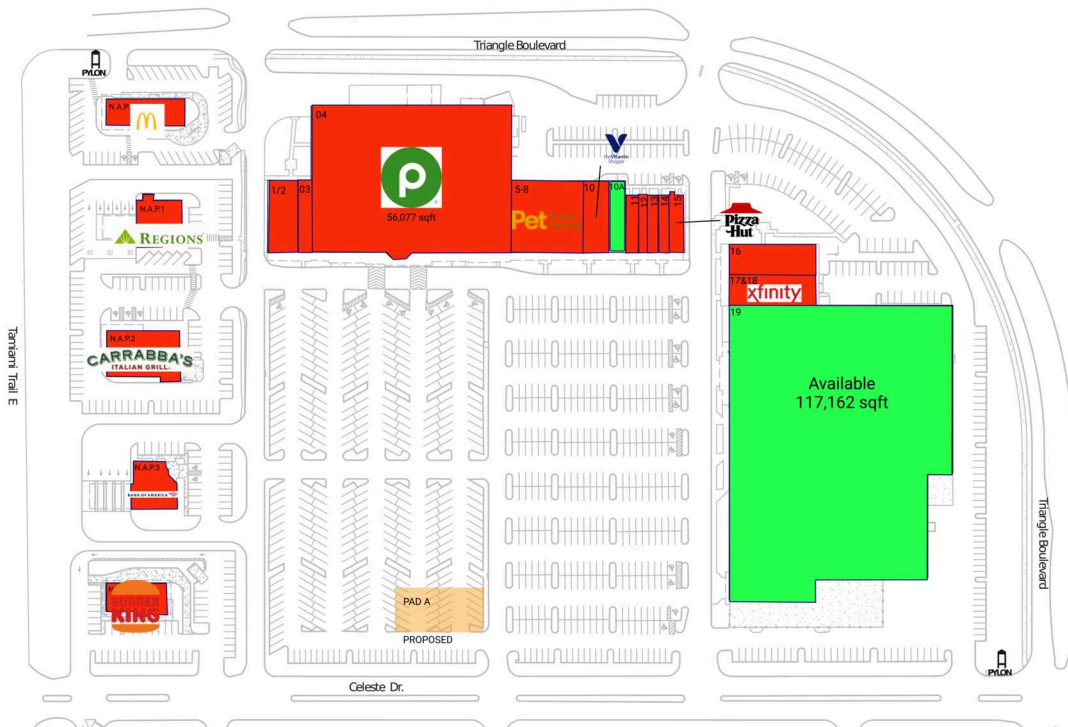 Triangle Boulevard
PYLON
N.A.P
04
theVitamin
Shoppe
1/2
03
p
56,077 sqft
5-8
Pet
10
10A
11
12
13
14
15
Pizza
Hut
N.A.P.1
REGIONS
16
17&18
xfinity
19
Available
117,162 sqft
Tamiami Trail E
N.A.P.2
CARRABBA'S
ITALIAN GRILL
N.A.P.3
BANK OF AMERICA
Triangle Boulevard
N
BURGER
KING
PAD A
PROPOSED
PYLON
Celeste Dr.